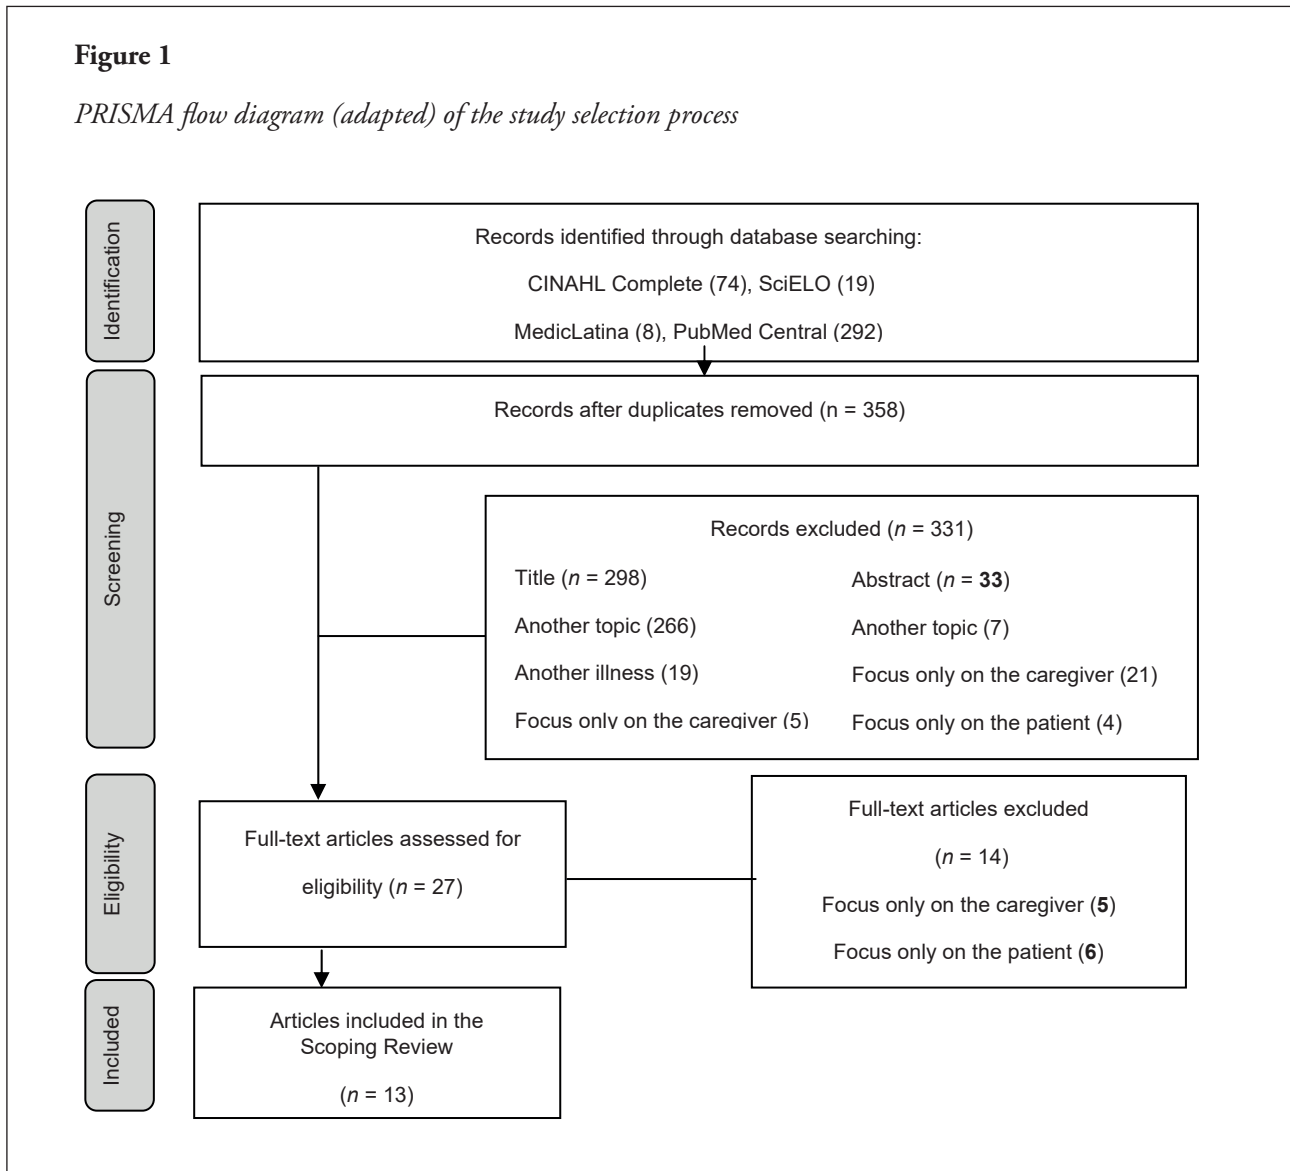 Figure 1
PRISMA flow diagram (adapted) of the study selection process
Identification
Records identified through database searching:
CINAHL Complete (74), SciELO (19)
MedicLatina (8), PubMed Central (292)
Screening
Records after duplicates removed (n = 358)
Records excluded (n = 331)
Title (n = 298)
Another topic (266)
Another illness (19)
Focus only on the caregiver (5)
Abstract (n = 33)
Another topic (7)
Focus only on the caregiver (21)
Focus only on the patient (4)
Eligibility
Full-text articles assessed for
eligibility (n = 27)
Full-text articles excluded
(n = 14)
Focus only on the caregiver (5)
Focus only on the patient (6)
Included
Articles included in the
Scoping Review
(n = 13)